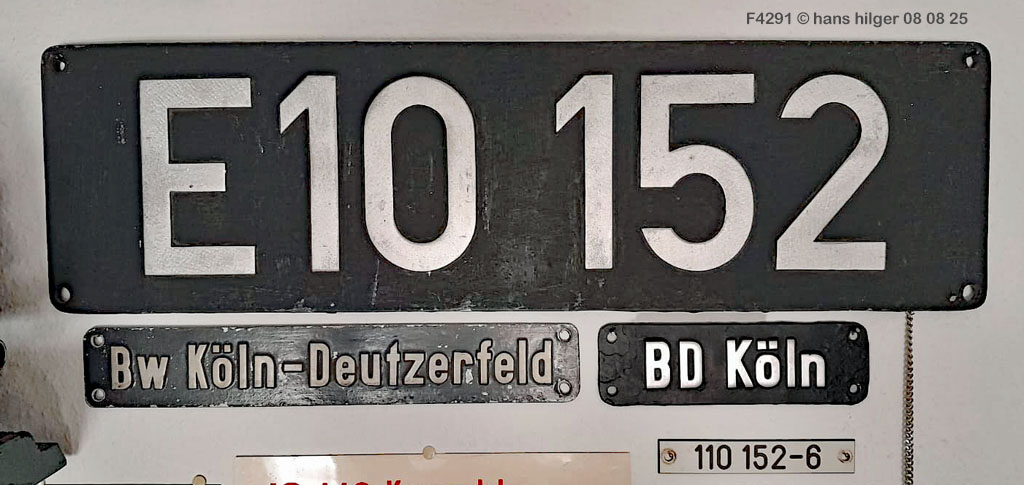 F4291 © hans hilger 08 08 25
E10 152
Bw Köln-Deutzerfeld
BD Köln
110 152-6